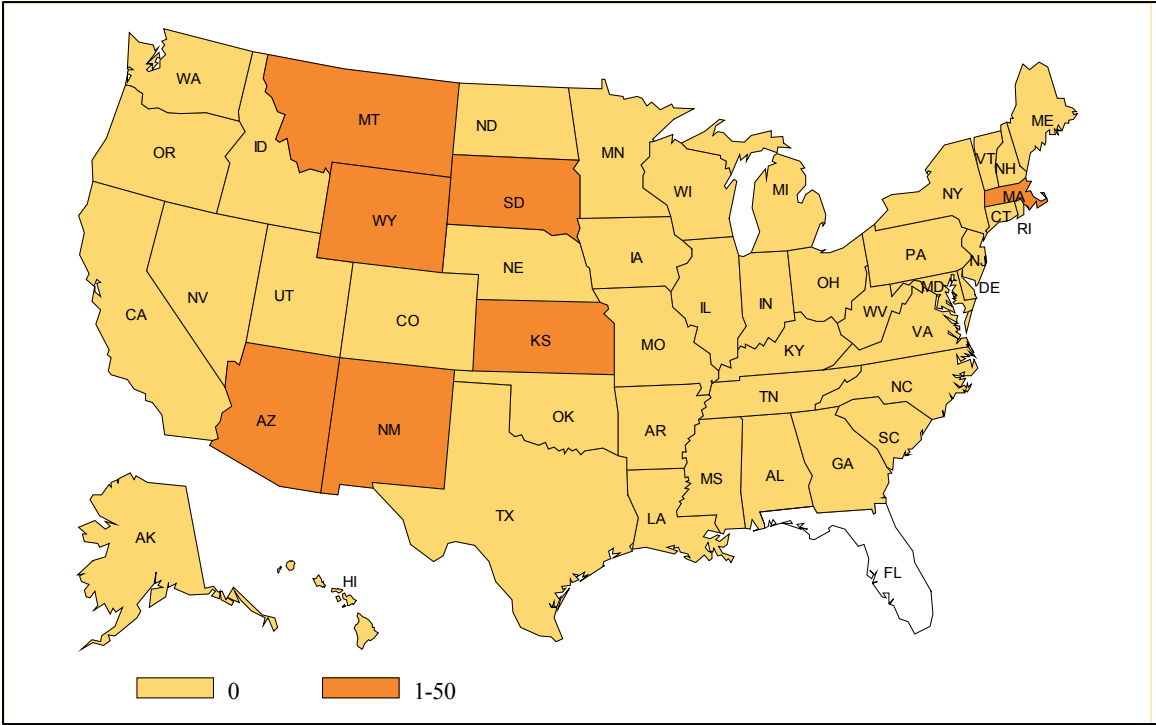 WA
MT
ND
MN
ME
OR
ID
VT
NH
WI
MI
NY
MA
WY
SD
CT
RI
IA
PA
NE
NJ
OH
DE
MD
NV
UT
CO
IL
IN
WV
CA
VA
KS
MO
KY
TN
NC
AZ
NM
OK
AR
SC
GA
MS
AL
TX
LA
AK
FL
HI
0
1-50